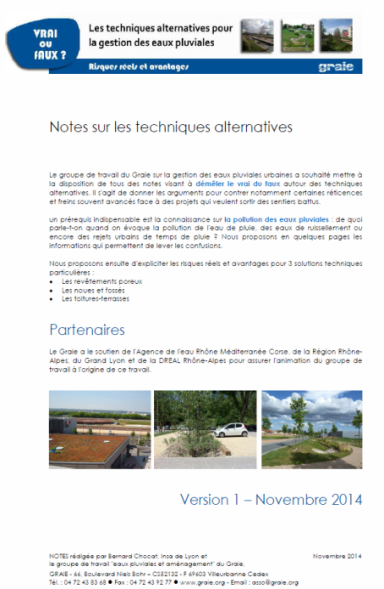 VRAI
OU
FAUX ?
Les techniques alternatives pour
la gestion des eaux pluviales
Risques réels et avantages
graie
Notes sur les techniques alternatives
Le groupe de travail du Graie sur la gestion des eaux pluviales urbaines a souhaité mettre à
la disposition de tous des notes visant à démêler le vrai du faux autour des techniques
alternatives. Il s'agit de donner les arguments pour contrer notamment certaines réticences
et freins souvent avancés face à des projets qui veulent sortir des sentiers battus.
un prérequis indispensable est la connaissance sur la pollution des eaux pluviales : de quoi
parle-t-on quand on évoque la pollution de l'eau de pluie, des eaux de ruissellement ou
encore des rejets urbains de temps de pluie ? Nous proposons en quelques pages les
informations qui permettent de lever les confusions.
Nous proposons ensuite d'expliciter les risques réels et avantages pour 3 solutions techniques
particulières :
• Les revêtements poreux
• Les noues et fossés
• Les toitures-terrasses
Partenaires
Le Graie a le soutien de l'Agence de l'eau Rhône Méditerranée Corse, de la Région Rhône-
Alpes, du Grand Lyon et de la DREAL Rhône-Alpes pour assurer l'animation du groupe de
travail à l'origine de ce travail.
Version 1 – Novembre 2014
NOTES rédigée par Bernard Chocat, Insa de Lyon et
le groupe de travail "eaux pluviales et aménagement" du Graie,
Novembre 2014
GRAIE - 66, Boulevard Niels Bohr – CS52132 - F 69603 Villeurbanne Cedex
Tél. : 04 72 43 83 68 ● Fax : 04 72 43 92 77 ● www.graie.org - Email : asso@graie.org